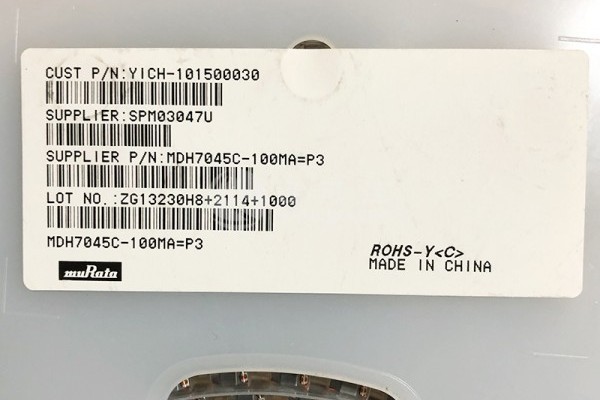 CUST P/N:YICH-101500030
SUPPLIER:SPM03047U
SUPPLIER P/N:MDH7045C-100MA=P3
LOT NO.:ZG13230H8+2114+1000
MDH7045C-100MA=P3
ROHS-Y<C>
muRata
MADE IN CHINA